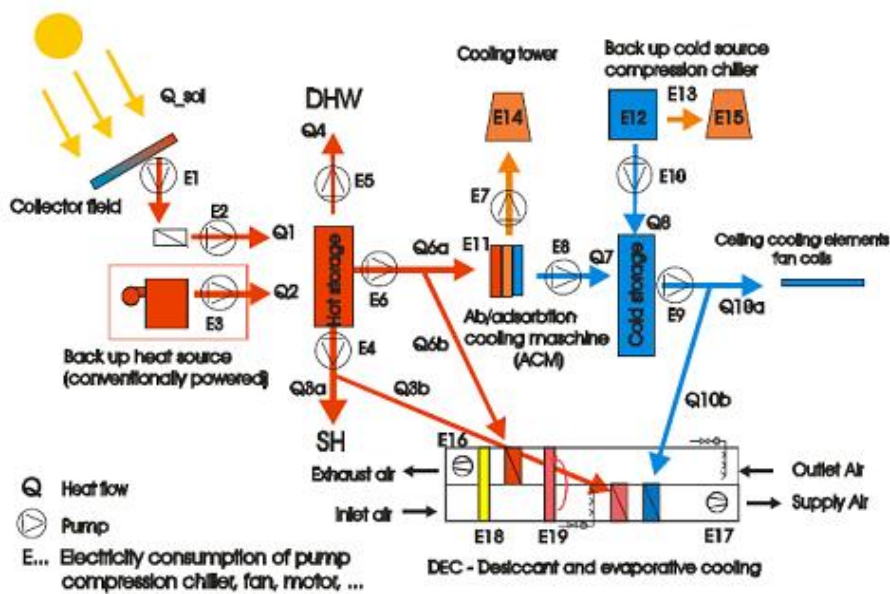 Cooling tower
Back up cold source
compression chiller
Q_sol
DHW
E13
E14
E12
E15
Q4
E1
E5
E7
E10
Collector field
E2
Q1
Q6a
E11
E8
Q7
Q8
Ceiling cooling elements
fan coils
Hot storage
Cold storage
E3
Q2
E6
E9
Q10a
Ab/adsorbtion
cooling maschine
(ACM)
Back up heat source
(conventionally powered)
E4
Q6b
Q3a
Q3b
Q10b
SH
E16
Exhaust air
Outlet Air
Inlet air
Supply Air
E18
E19
E17
DEC - Desiccant and evaporative cooling
Q Heat flow
Pump
E... Electricity consumption of pump
compression chiller, fan, motor, ...